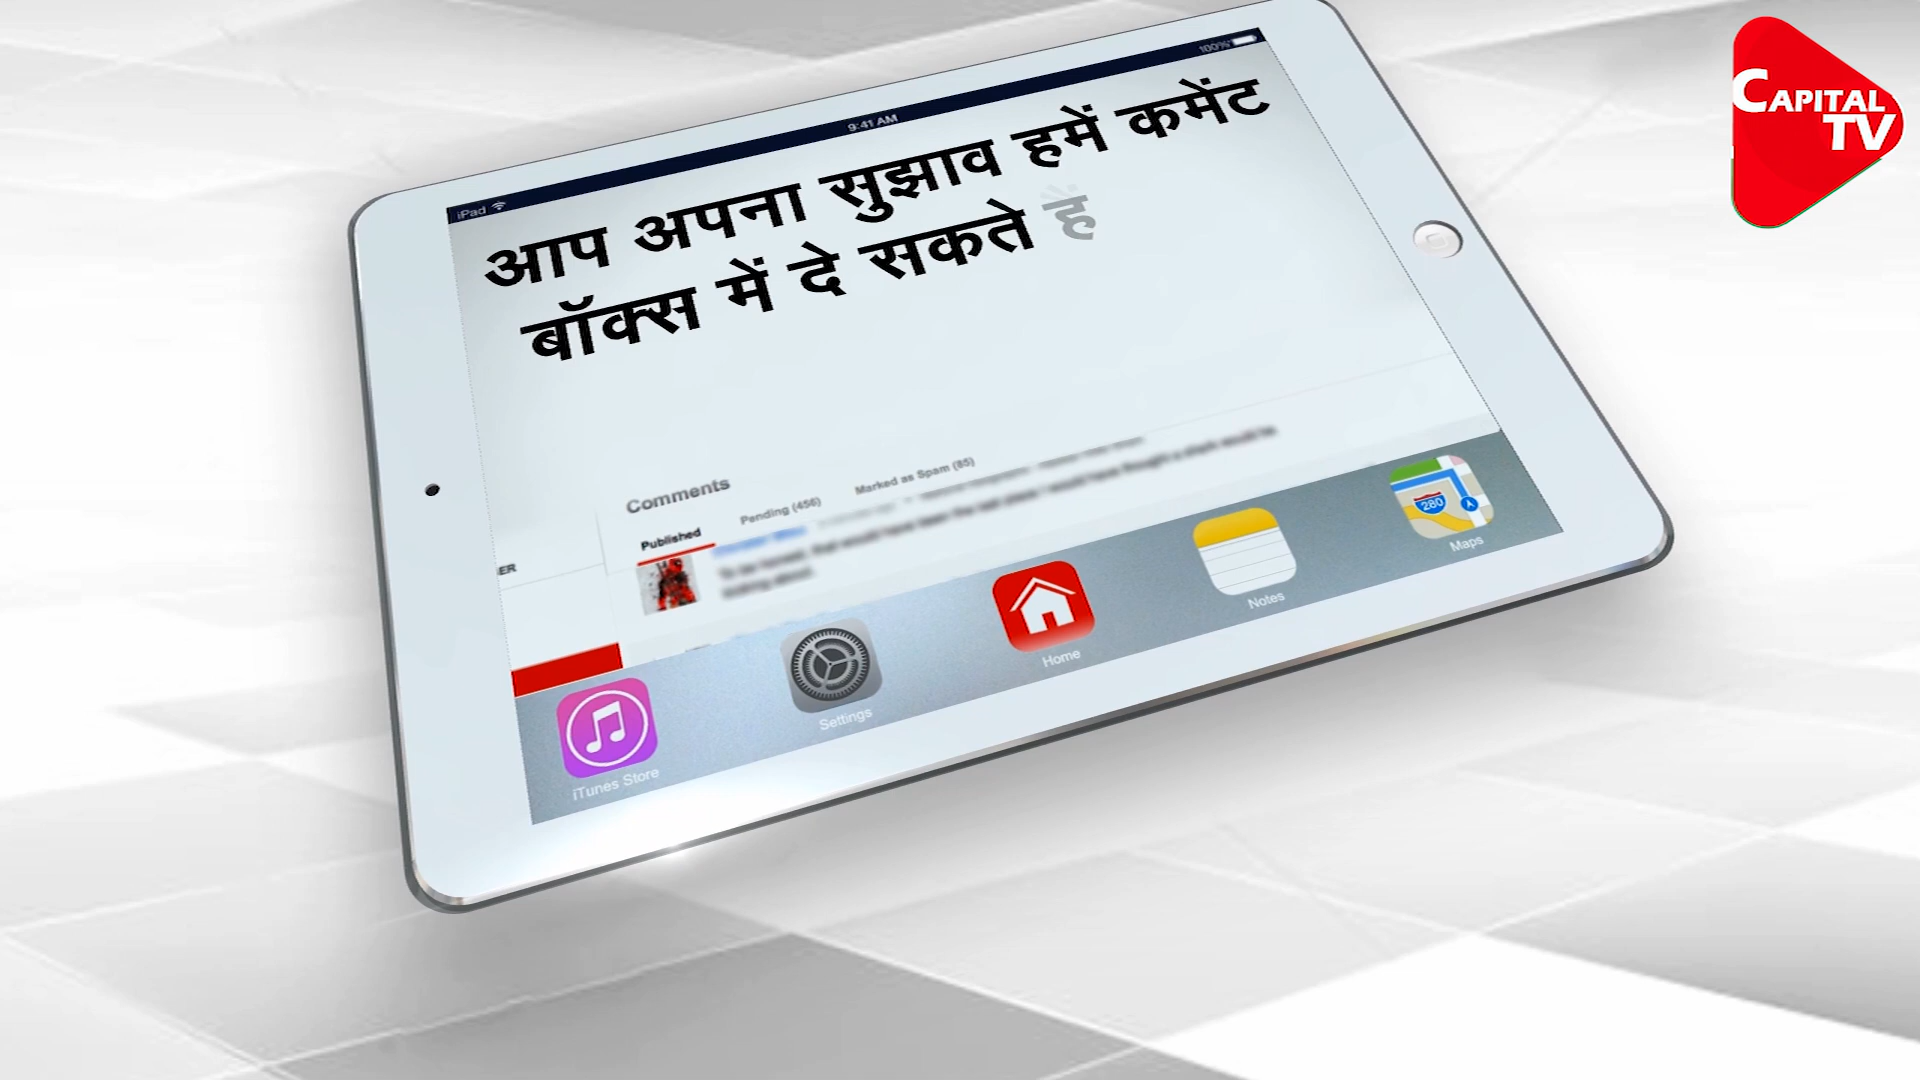 CAPITAL
TV
iPad
9:41 AM
100%
आप अपना सुझाव हमें कमेंट
बॉक्स में दे सकते हैं
Comments
Published
Pending (456)
Marked as Spam (85)
ER
iTunes Store
Settings
Home
Notes
280
Maps